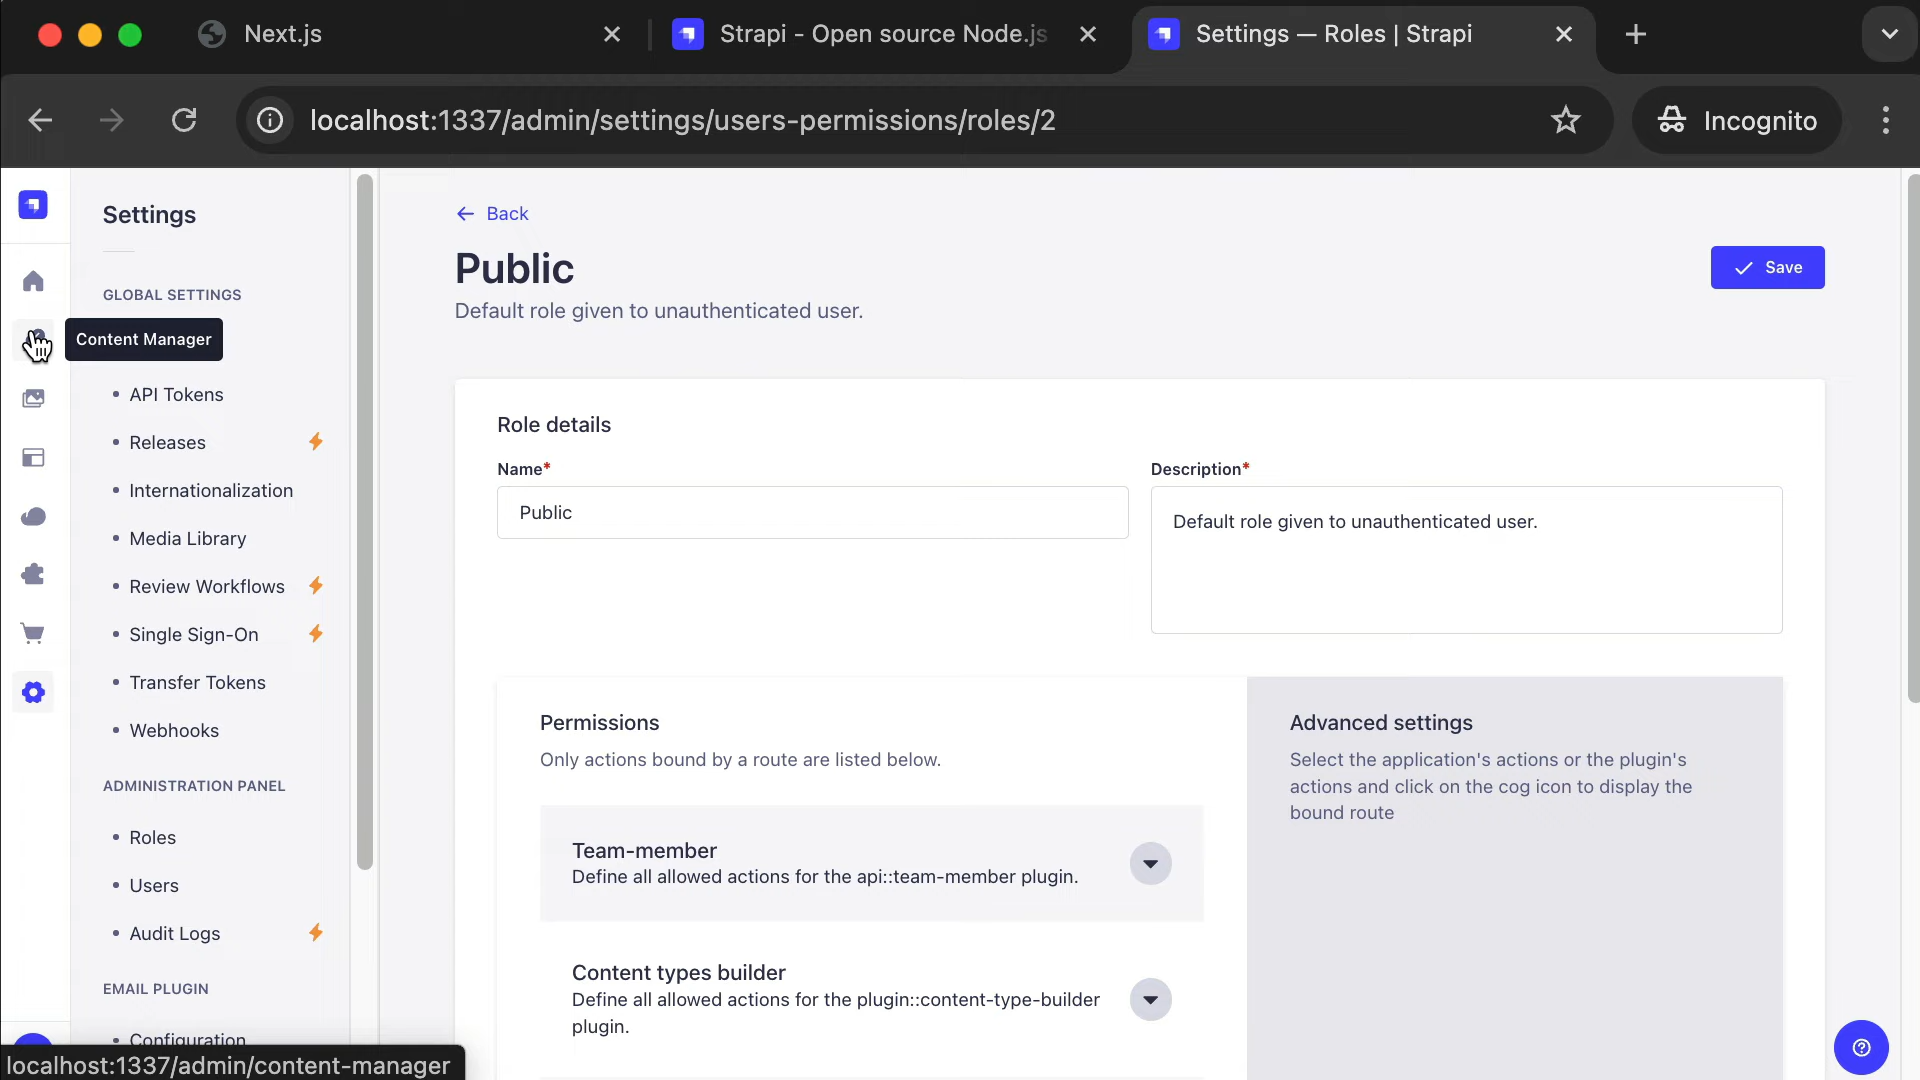 Next.js
Strapi - Open source Node.js
Settings — Roles | Strapi
localhost:1337/admin/settings/users-permissions/roles/2
Incognito
Settings
GLOBAL SETTINGS
Content Manager
API Tokens
Releases
Internationalization
Media Library
Review Workflows
Single Sign-On
Transfer Tokens
Webhooks
ADMINISTRATION PANEL
Roles
Users
Audit Logs
EMAIL PLUGIN
Configuration
localhost:1337/admin/content-manager
Back
Public
Default role given to unauthenticated user.
Save
Role details
Name*
Public
Description*
Default role given to unauthenticated user.
Permissions
Only actions bound by a route are listed below.
Team-member
Define all allowed actions for the api::team-member plugin.
Content types builder
Define all allowed actions for the plugin::content-type-builder
plugin.
Advanced settings
Select the application's actions or the plugin's
actions and click on the cog icon to display the
bound route